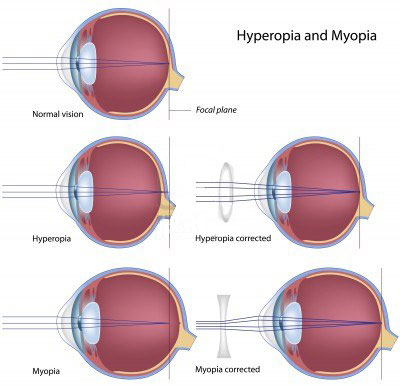 Hyperopia and Myopia
Focal plane
Normal vision
Hyperopia
Hyperopia corrected
Myopia
Myopia corrected